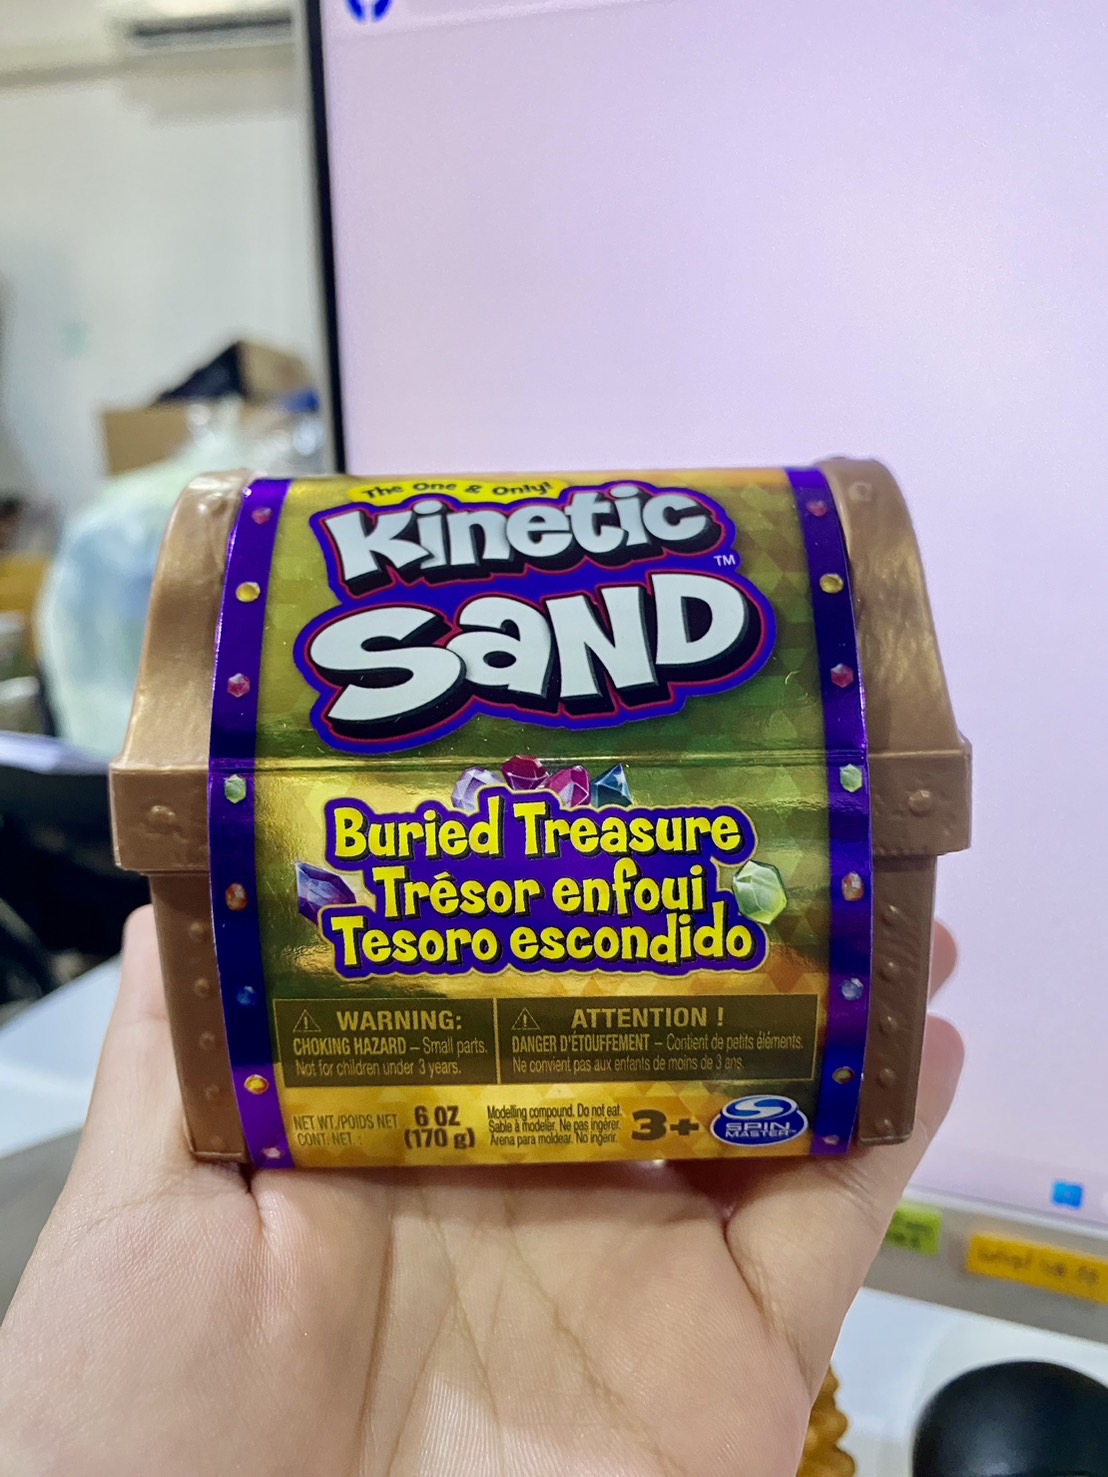 The One & Only!
Kinetic
SAND™
Buried Treasure
Trésor enfoui
Tesoro escondido
⚠ WARNING:
CHOKING HAZARD – Small parts.
Not for children under 3 years.
⚠ ATTENTION !
DANGER D'ÉTOUFFEMENT – Contient de petits éléments.
Ne convient pas aux enfants de moins de 3 ans.
NET WT./POIDS NET
CONT. NET :
6 OZ
(170 g)
Modelling compound. Do not eat.
Sable à modeler. Ne pas ingérer.
Arena para moldear. No ingerir.
3+
SPIN
MASTER™